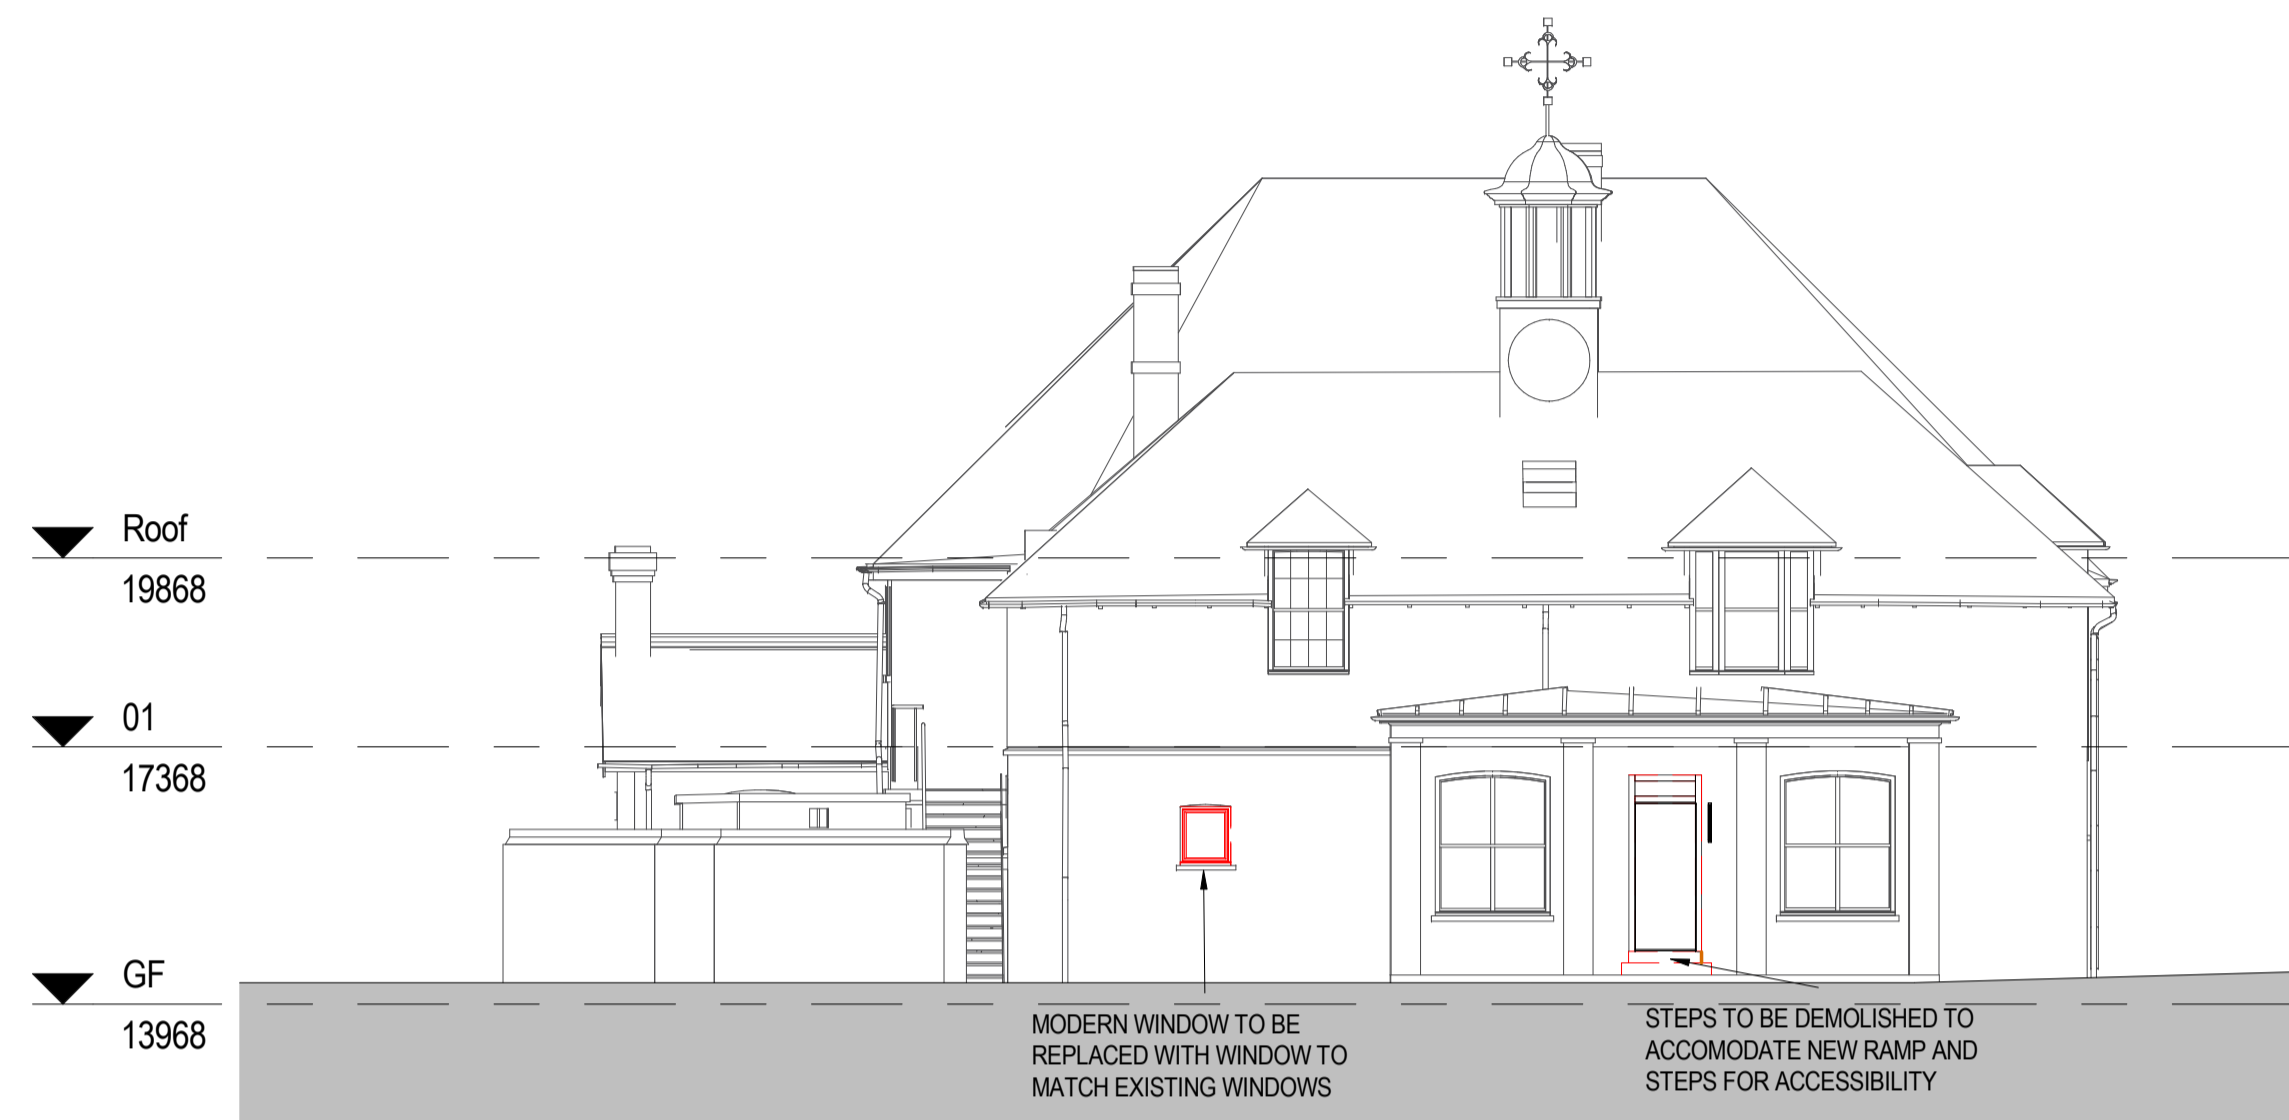 Roof
19868
01
17368
GF
13968
MODERN WINDOW TO BE
REPLACED WITH WINDOW TO
MATCH EXISTING WINDOWS
STEPS TO BE DEMOLISHED TO
ACCOMODATE NEW RAMP AND
STEPS FOR ACCESSIBILITY